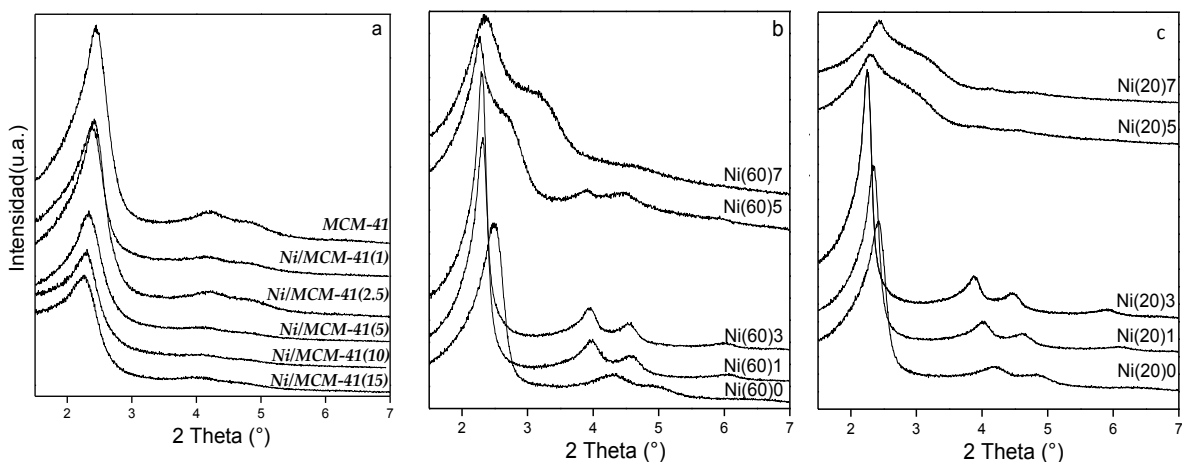 Intensidad(u.a.)
a
MCM-41
Ni/MCM-41(1)
Ni/MCM-41(2.5)
Ni/MCM-41(5)
Ni/MCM-41(10)
Ni/MCM-41(15)
2 3 4 5 6 7
2 Theta (°)
b
Ni(60)7
Ni(60)5
Ni(60)3
Ni(60)1
Ni(60)0
2 3 4 5 6 7
2 Theta (°)
c
Ni(20)7
Ni(20)5
Ni(20)3
Ni(20)1
Ni(20)0
2 3 4 5 6 7
2 Theta (°)